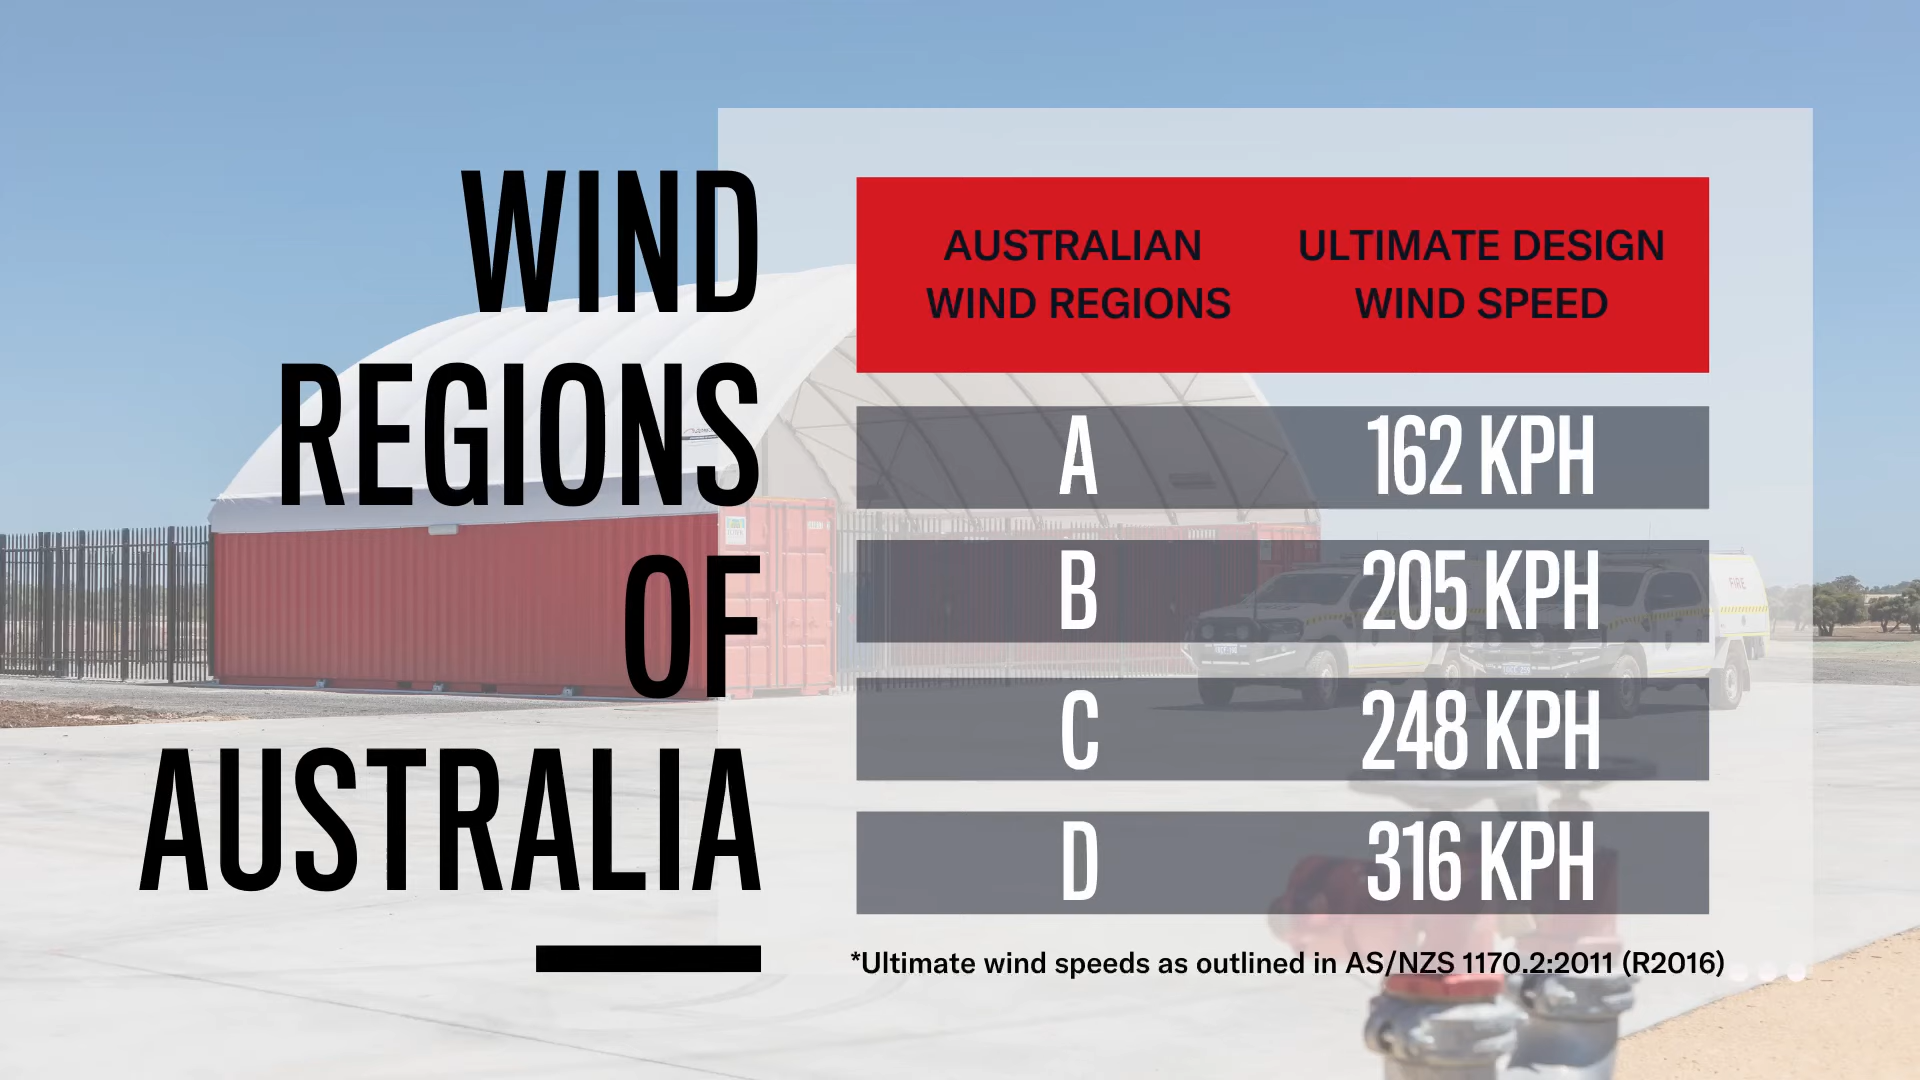 WIND
REGIONS
OF
AUSTRALIA
AUSTRALIAN
WIND REGIONS
ULTIMATE DESIGN
WIND SPEED
A 162 KPH
B 205 KPH
C 248 KPH
D 316 KPH
*Ultimate wind speeds as outlined in AS/NZS 1170.2:2011 (R2016)
FIRE